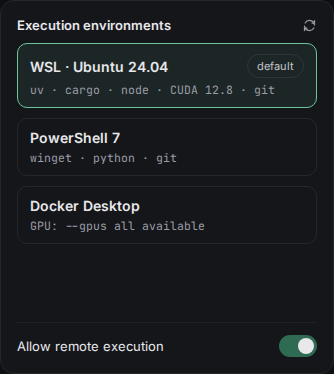 Execution environments
WSL · Ubuntu 24.04
default
uv · cargo · node · CUDA 12.8 · git
PowerShell 7
winget · python · git
Docker Desktop
GPU: --gpus all available
Allow remote execution